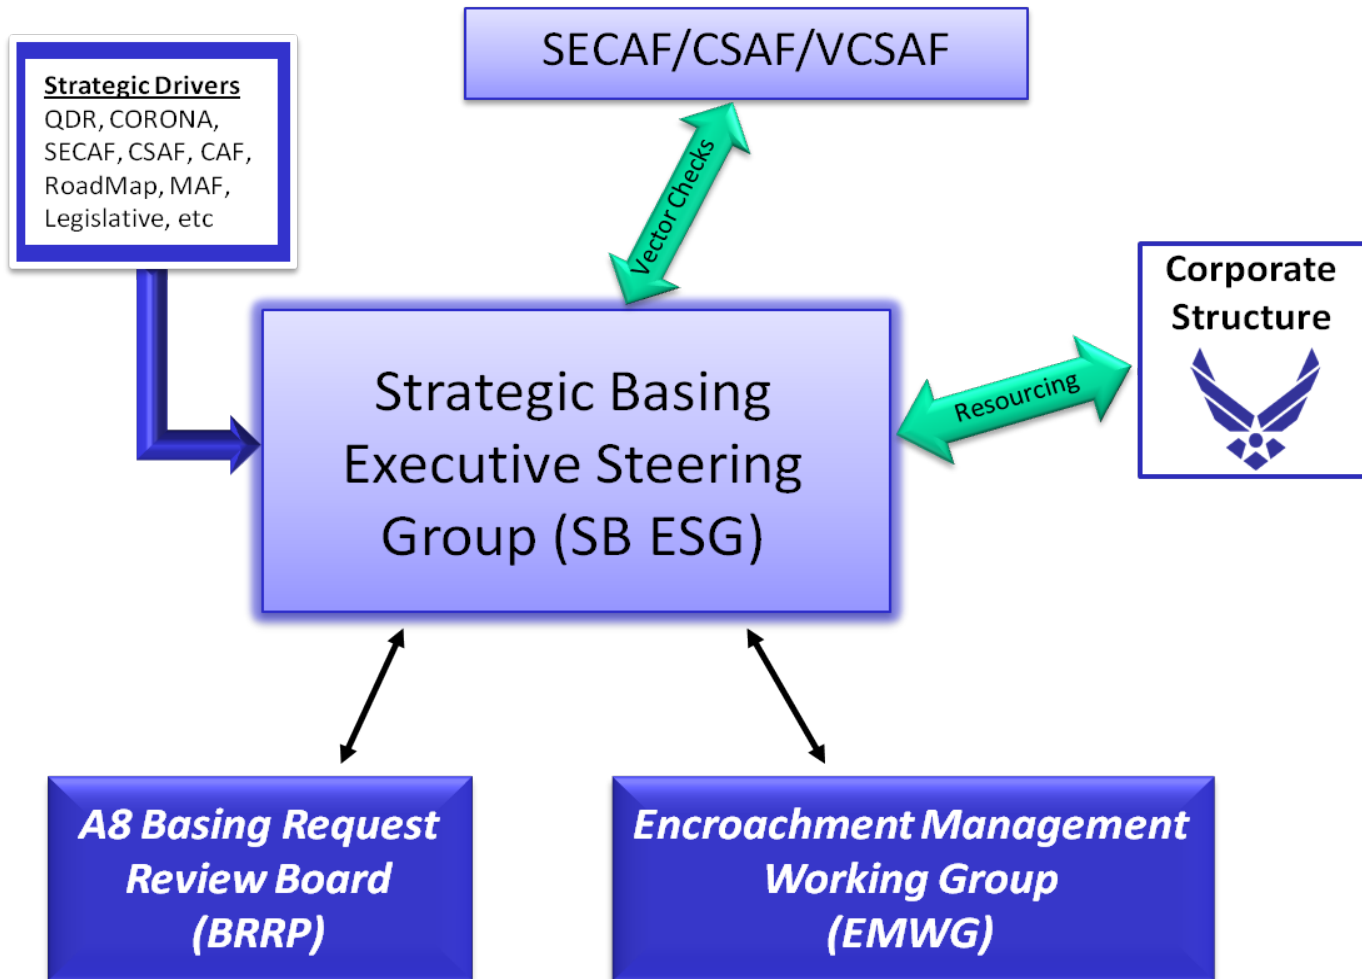 SECAF/CSAF/VCSAF
Strategic Drivers
QDR, CORONA,
SECAF, CSAF, CAF,
RoadMap, MAF,
Legislative, etc
Vector Checks
Corporate
Structure
Resourcing
Strategic Basing
Executive Steering
Group (SB ESG)
A8 Basing Request
Review Board
(BRRP)
Encroachment Management
Working Group
(EMWG)